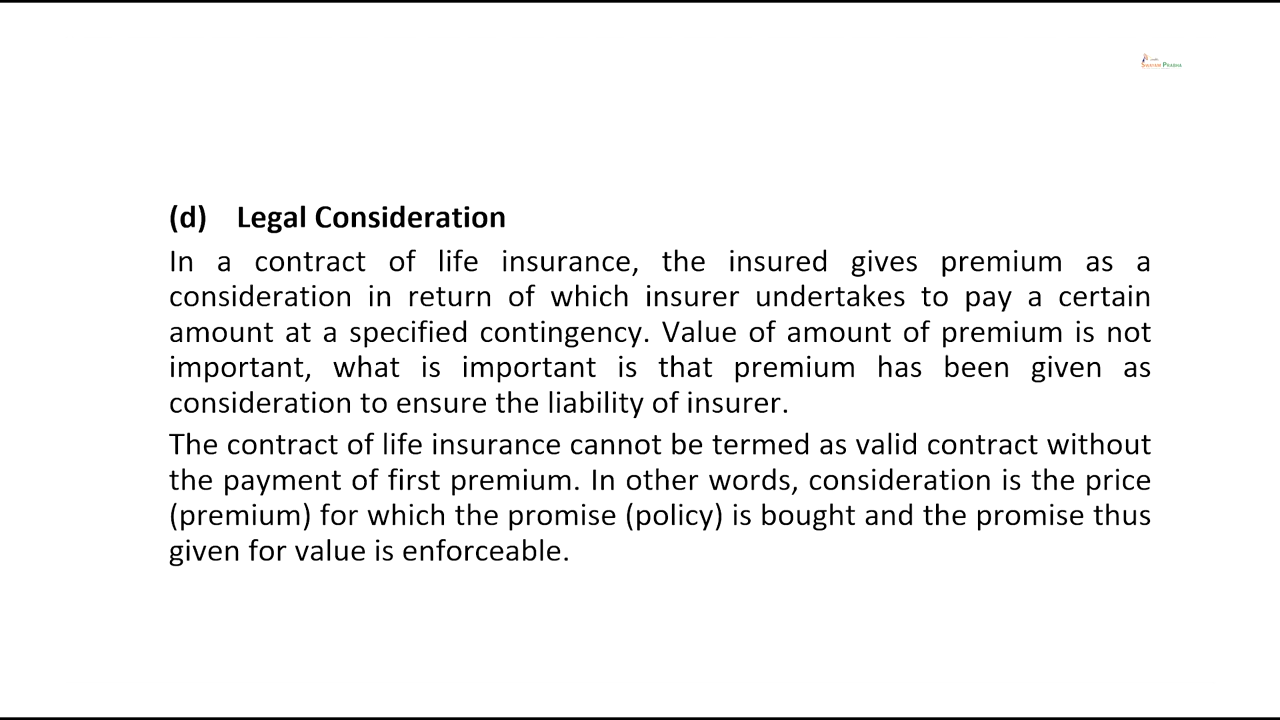 SWAYAM PRABHA
(d) Legal Consideration
In a contract of life insurance, the insured gives premium as a
consideration in return of which insurer undertakes to pay a certain
amount at a specified contingency. Value of amount of premium is not
important, what is important is that premium has been given as
consideration to ensure the liability of insurer.
The contract of life insurance cannot be termed as valid contract without
the payment of first premium. In other words, consideration is the price
(premium) for which the promise (policy) is bought and the promise thus
given for value is enforceable.